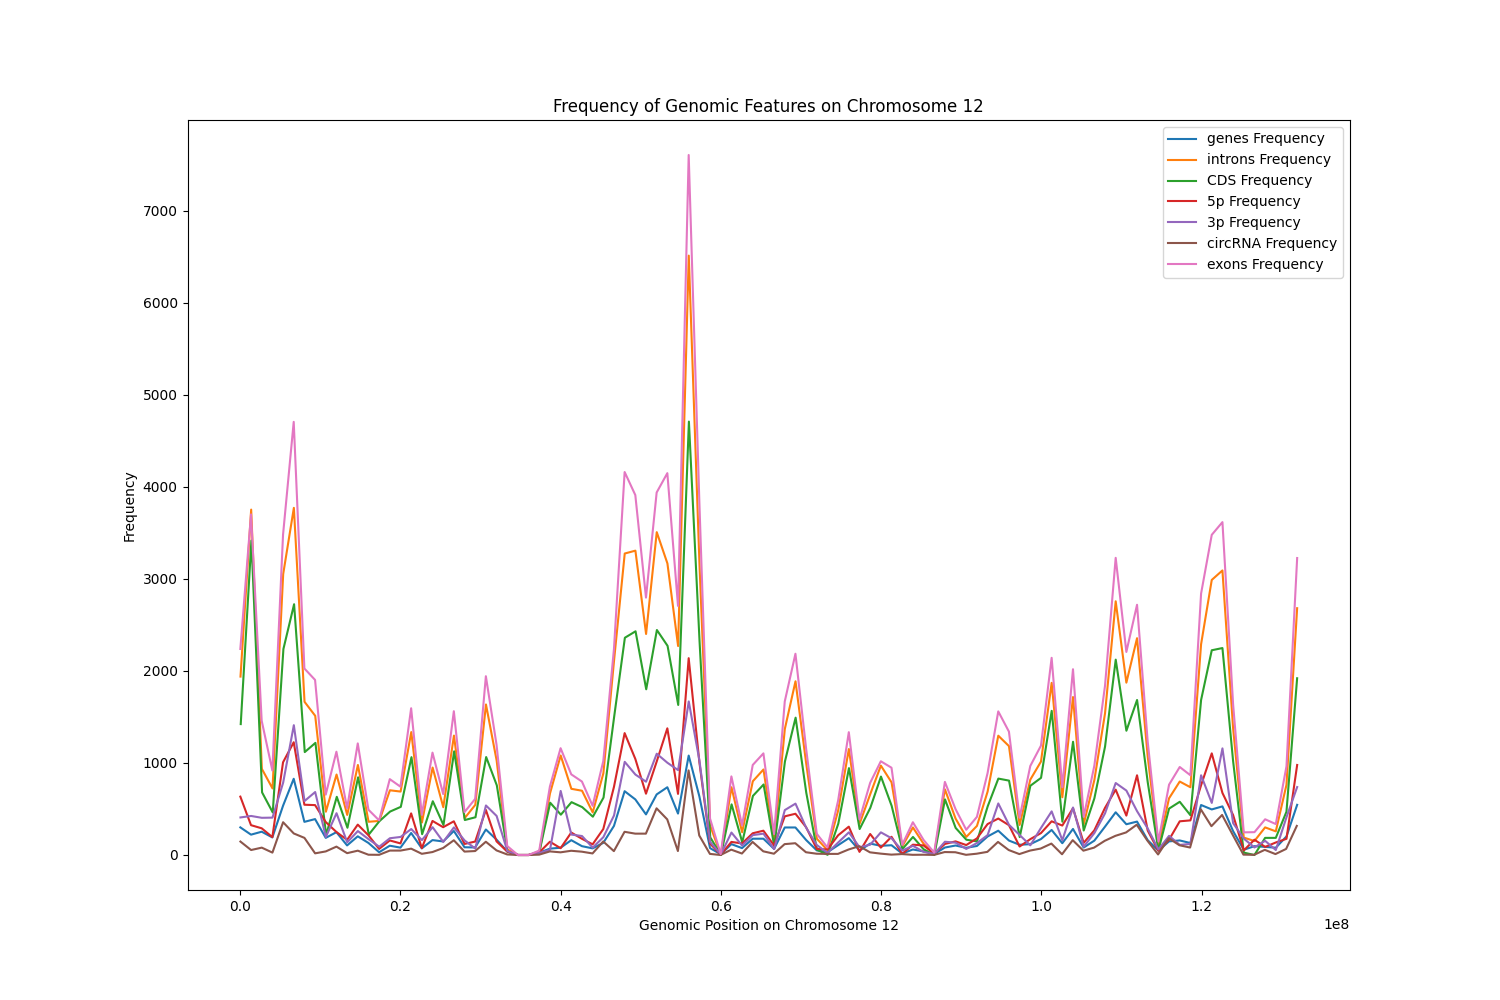 Frequency of Genomic Features on Chromosome 12
genes Frequency
introns Frequency
CDS Frequency
5p Frequency
3p Frequency
circRNA Frequency
exons Frequency
7000
6000
5000
4000
3000
2000
1000
0
Frequency
0.0 0.2 0.4 0.6 0.8 1.0 1.2
1e8
Genomic Position on Chromosome 12